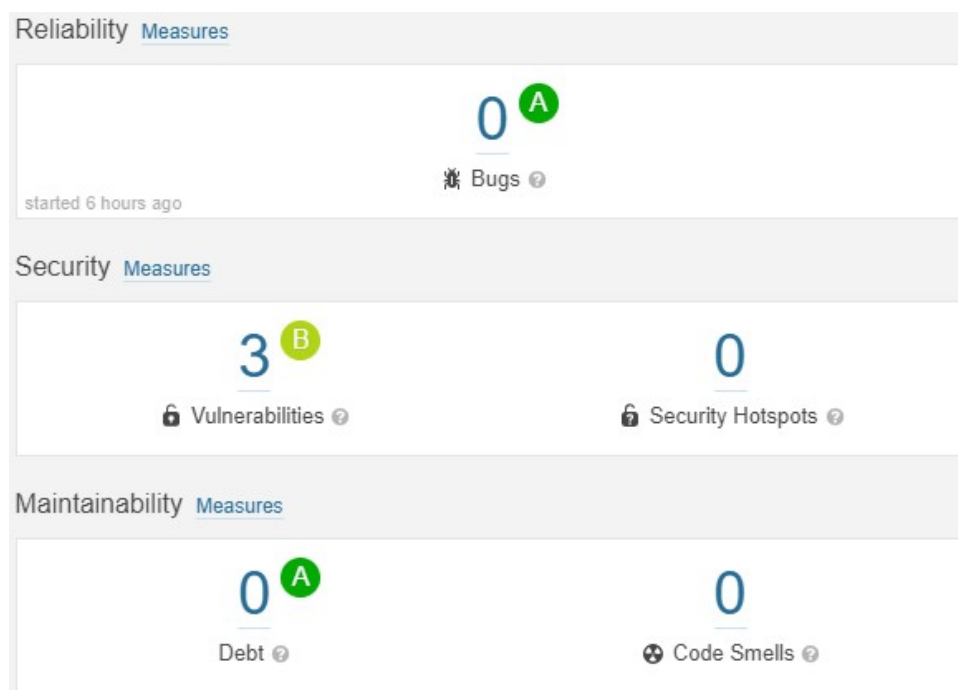 Reliability Measures
0 A
Bugs ?
started 6 hours ago
Security Measures
3 B 0
Vulnerabilities ? Security Hotspots ?
Maintainability Measures
0 A 0
Debt ? Code Smells ?